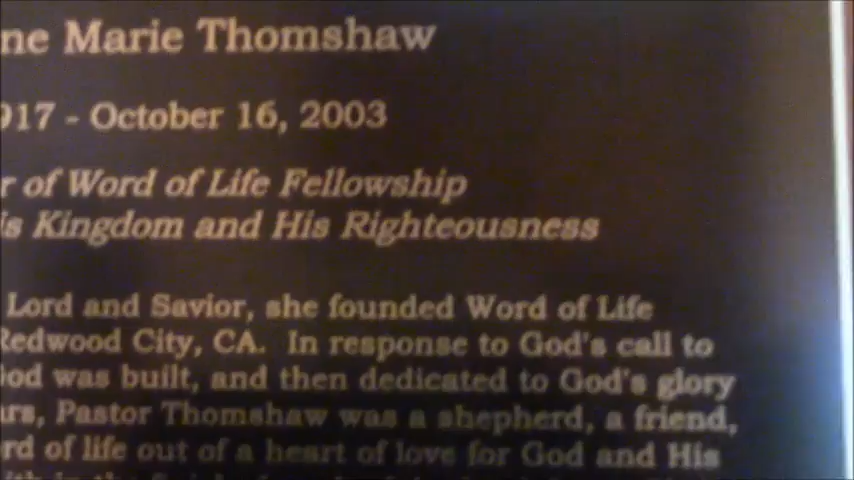 ne Marie Thomshaw
917 - October 16, 2003
r of Word of Life Fellowship
is Kingdom and His Righteousness
Lord and Savior, she founded Word of Life
Redwood City, CA. In response to God's call to
God was built, and then dedicated to God's glory
ars, Pastor Thomshaw was a shepherd, a friend,
rd of life out of a heart of love for God and His